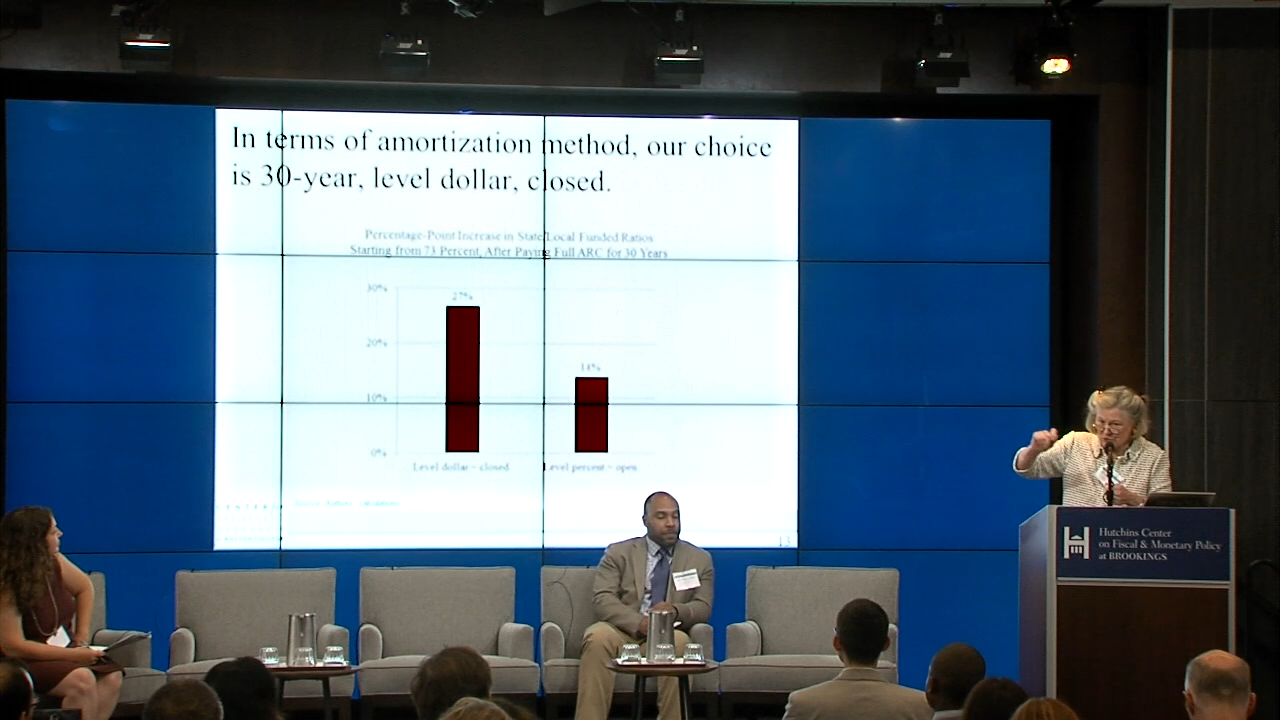 In terms of amortization method, our choice
is 30-year, level dollar, closed.
Percentage-Point Increase in State/Local Funded Ratios
Starting from 73 Percent, After Paying Full ARC for 30 Years
30%
27%
20%
14%
10%
0%
Level dollar – closed
Level percent – open
13
Hutchins Center
on Fiscal & Monetary Policy
at BROOKINGS